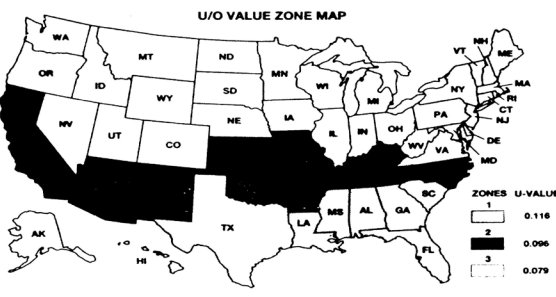 U/O VALUE ZONE MAP
WA
MT
ND
MN
VT
NH
ME
OR
ID
WY
SD
WI
MI
NY
MA
RI
CT
NJ
NV
UT
CO
NE
IA
IL
IN
OH
PA
WV
VA
DE
MD
TX
LA
MS
AL
GA
SC
FL
AK
HI
ZONES U-VALUE
1
0.116
2
0.096
3
0.079